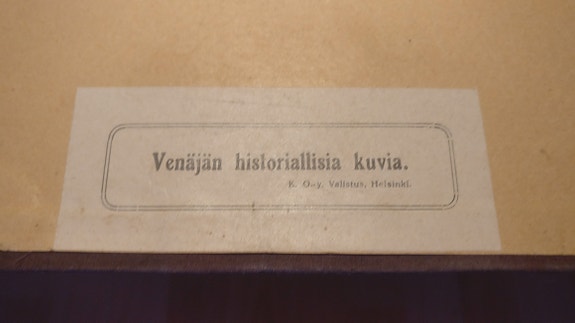 Venäjän historiallisia kuvia.
K. O-y. Valistus, Helsinki.